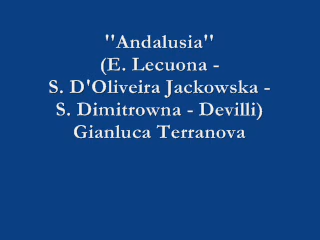 "Andalusia"
(E. Lecuona -
S. D'Oliveira Jackowska -
S. Dimitrowna - Devilli)
Gianluca Terranova